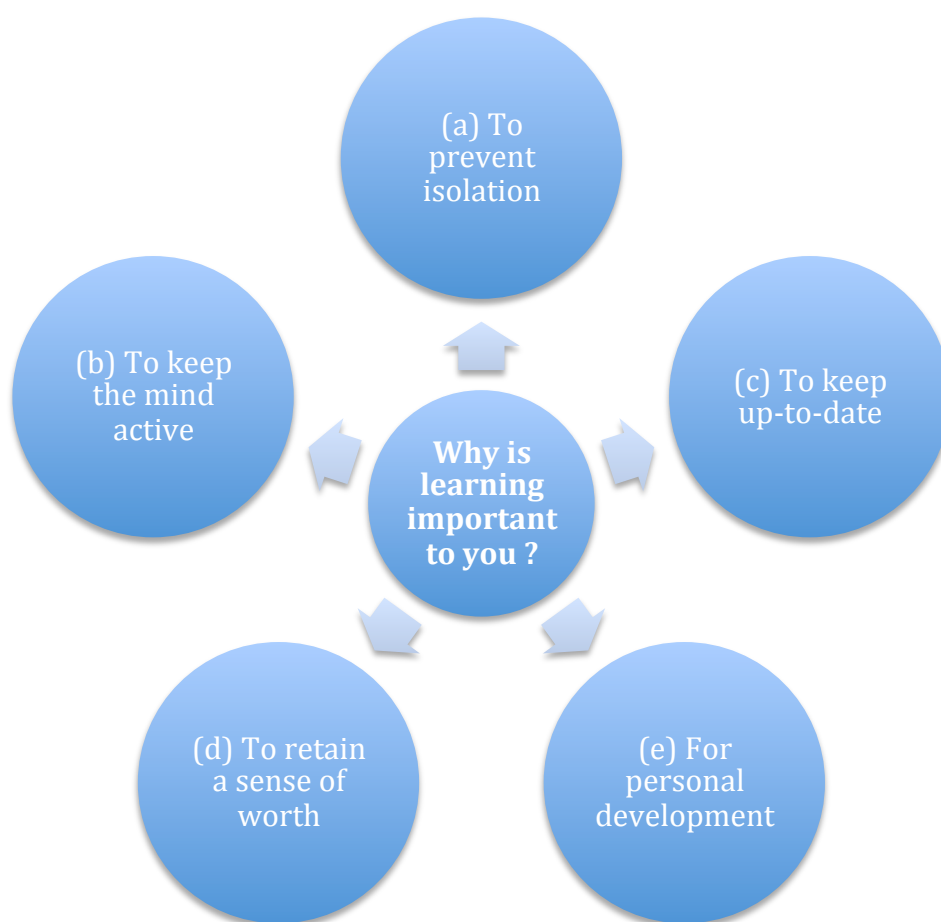 (a) To
prevent
isolation
(b) To keep
the mind
active
(c) To keep
up-to-date
Why is
learning
important
to you ?
(d) To retain
a sense of
worth
(e) For
personal
development